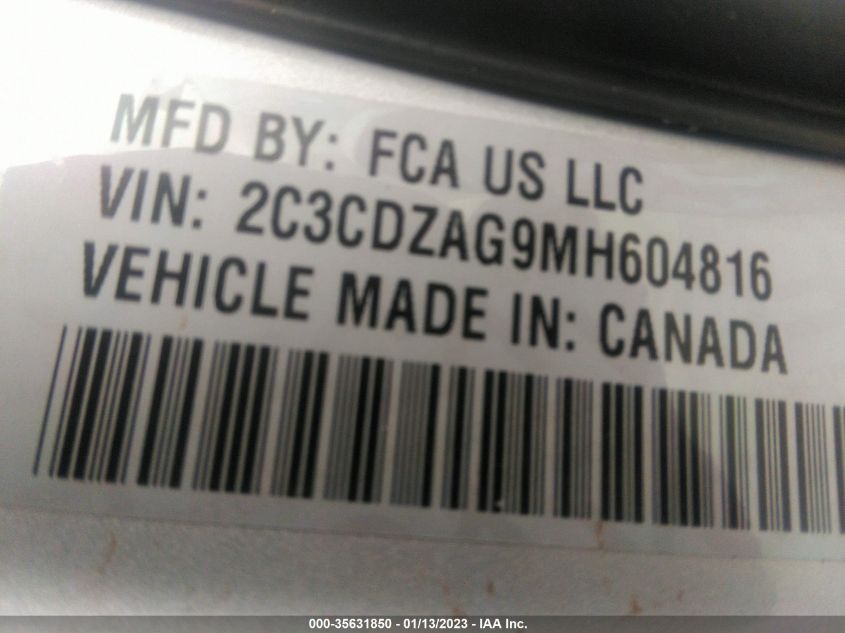 MFD BY: FCA US LLC
VIN: 2C3CDZAG9MH604816
VEHICLE MADE IN: CANADA
000-35631850 - 01/13/2023 - IAA Inc.